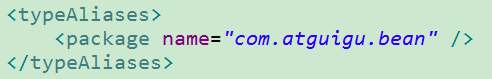 <typeAliases>
    <package name="com.atguigu.bean" />
</typeAliases>